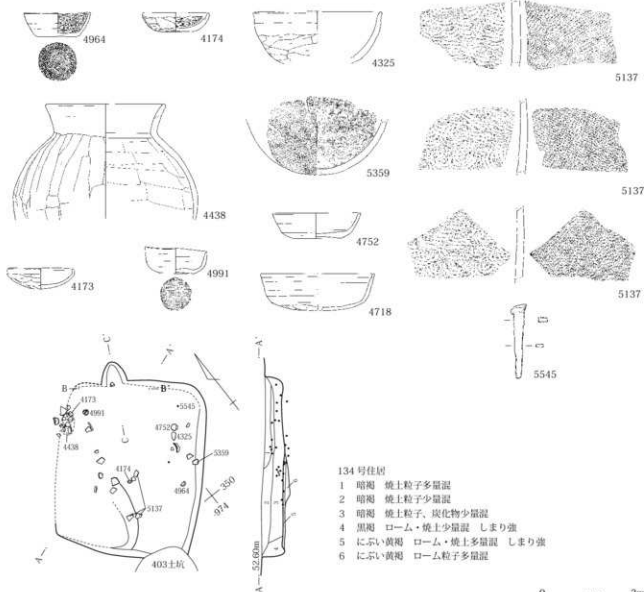 4964
4174
4325
5137
4438
5359
5137
4752
4173
4991
4718
5137
5545
C'
A'
A'
B
B'
4173
4991
4438
5545
4752
4325
C
5359
4174
4964
5137
350
974
403土坑
A
A
52.60m
134号住居
1 暗褐 焼土粒子多量混
2 暗褐 焼土粒子少量混
3 暗褐 焼土粒子、炭化物少量混
4 黒褐 ローム・焼土少量混 しまり強
5 にぶい黄褐 ローム・焼土多量混 しまり強
6 にぶい黄褐 ローム粒子多量混
0
2m